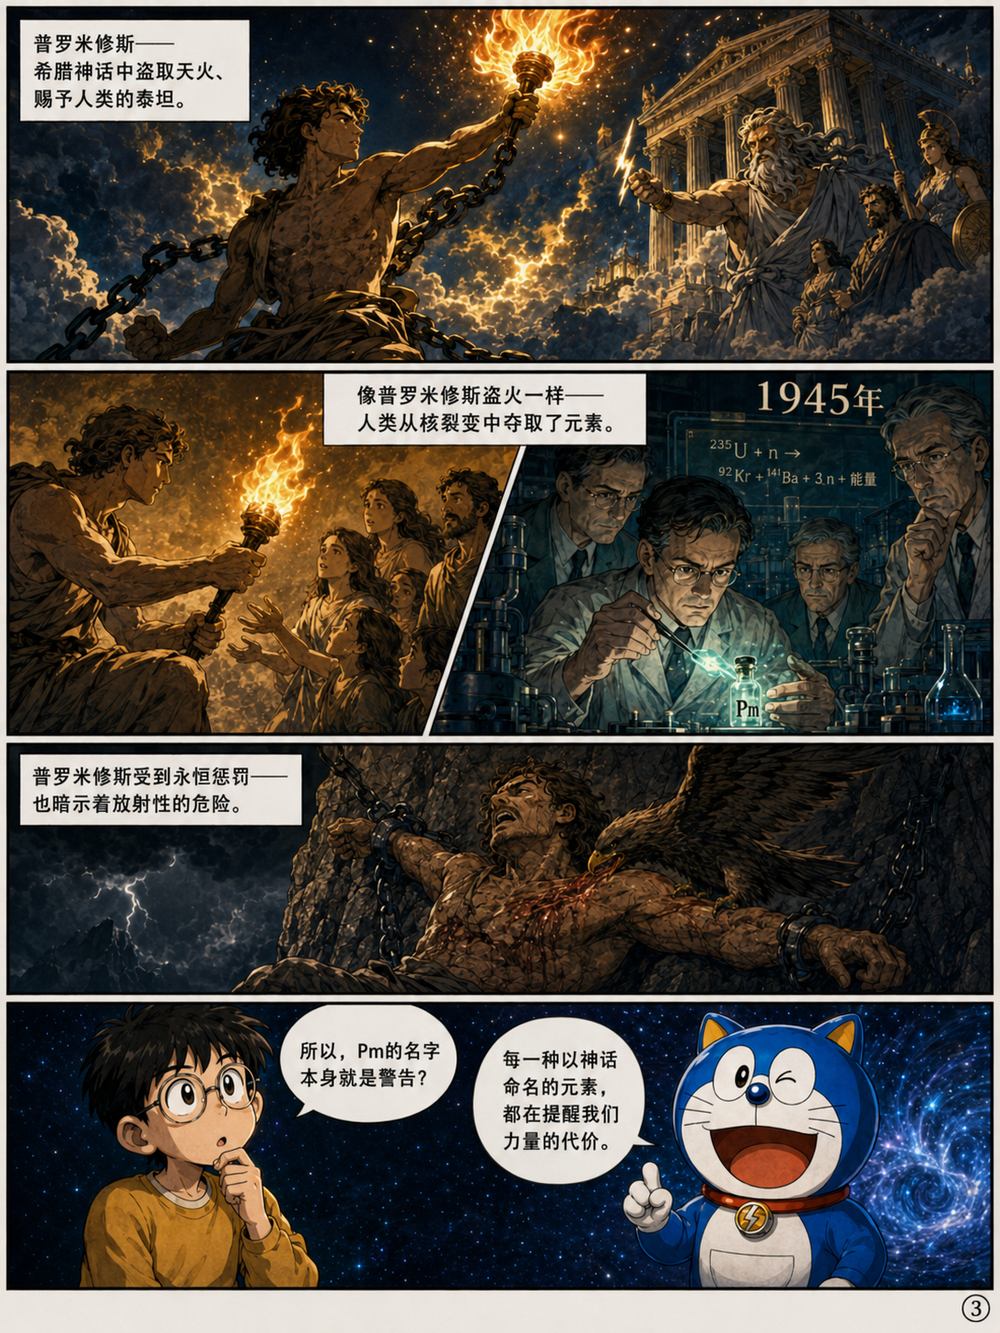 普罗米修斯——
希腊神话中盗取天火、
赐予人类的泰坦。
像普罗米修斯盗火一样——
人类从核裂变中夺取了元素。
1945年
²³⁵U + n →
⁹²Kr + ¹⁴¹Ba + 3 n + 能量
Pm
普罗米修斯受到永恒惩罚——
也暗示着放射性的危险。
所以，Pm的名字
本身就是警告？
每一种以神话
命名的元素，
都在提醒我们
力量的代价。
③